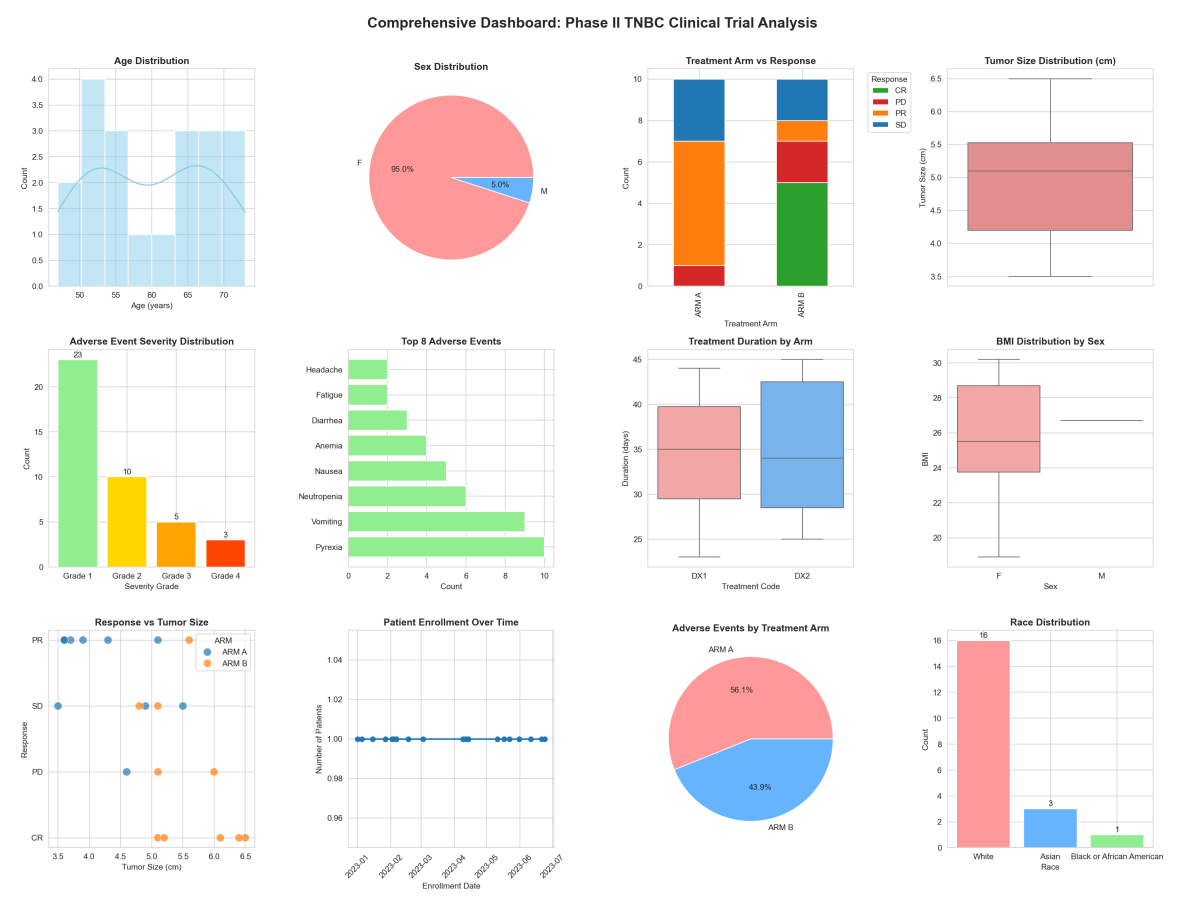 Comprehensive Dashboard: Phase II TNBC Clinical Trial Analysis
Age Distribution
4.0
3.5
3.0
2.5
2.0
1.5
1.0
0.5
0.0
Count
50 55 60 65 70
Age (years)
Sex Distribution
F
95.0%
5.0%
M
Treatment Arm vs Response
10
8
6
4
2
0
Count
ARM A
ARM B
Treatment Arm
Response
CR
PD
PR
SD
Tumor Size Distribution (cm)
6.5
6.0
5.5
5.0
4.5
4.0
3.5
Tumor Size (cm)
Adverse Event Severity Distribution
20
15
10
5
0
Count
23
10
5
3
Grade 1 Grade 2 Grade 3 Grade 4
Severity Grade
Top 8 Adverse Events
Headache
Fatigue
Diarrhea
Anemia
Nausea
Neutropenia
Vomiting
Pyrexia
0 2 4 6 8 10
Count
Treatment Duration by Arm
45
40
35
30
25
Duration (days)
DX1 DX2
Treatment Code
BMI Distribution by Sex
30
28
26
24
22
20
BMI
F M
Sex
Response vs Tumor Size
PR
SD
PD
CR
Response
ARM
ARM A
ARM B
3.5 4.0 4.5 5.0 5.5 6.0 6.5
Tumor Size (cm)
Patient Enrollment Over Time
1.04
1.02
1.00
0.98
0.96
Number of Patients
2023-01
2023-02
2023-03
2023-04
2023-05
2023-06
2023-07
Enrollment Date
Adverse Events by Treatment Arm
ARM A
56.1%
43.9%
ARM B
Race Distribution
16
14
12
10
8
6
4
2
0
Count
16
3
1
White Asian Black or African American
Race